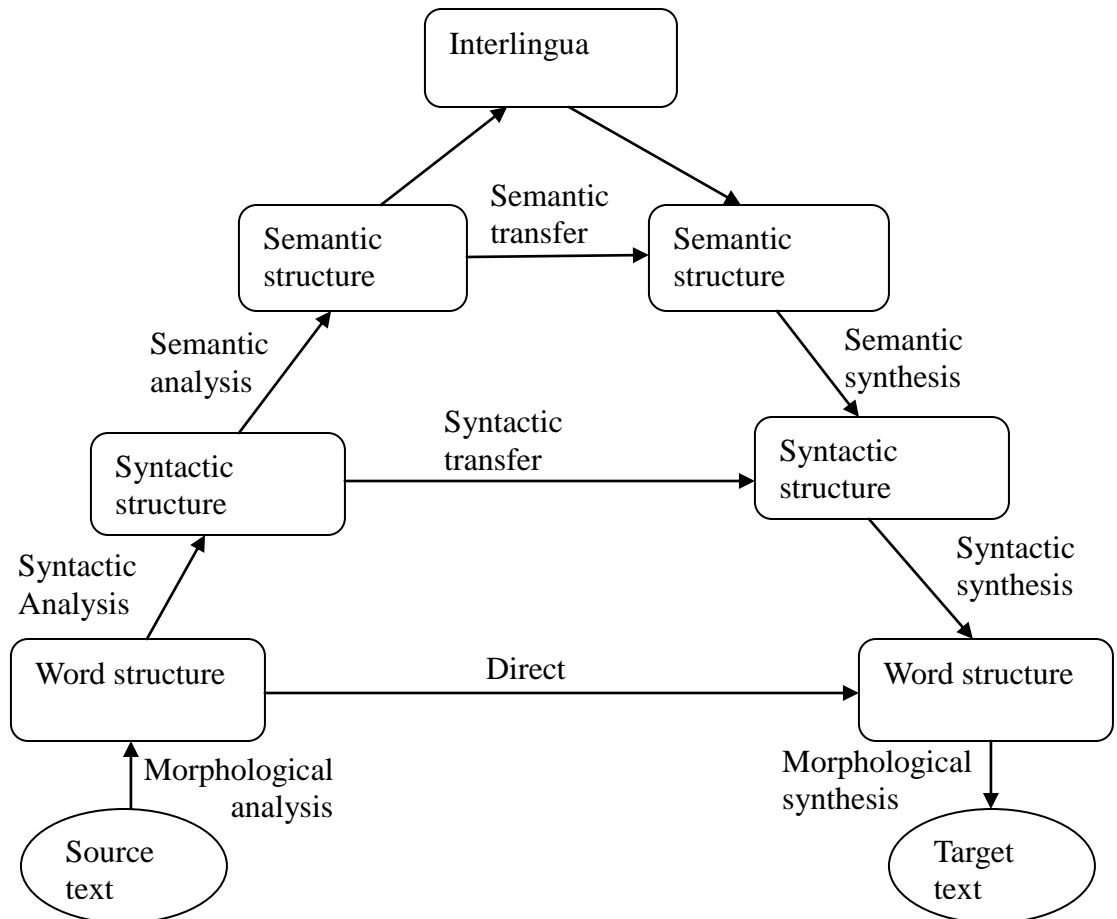 Interlingua
Semantic
transfer
Semantic
structure
Semantic
structure
Semantic
analysis
Semantic
synthesis
Syntactic
transfer
Syntactic
structure
Syntactic
structure
Syntactic
Analysis
Syntactic
synthesis
Word structure
Direct
Word structure
Morphological
analysis
Morphological
synthesis
Source
text
Target
text